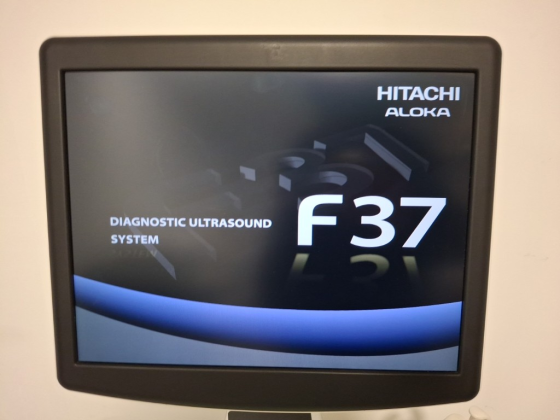 HITACHI
ALOKA
F37
DIAGNOSTIC ULTRASOUND
SYSTEM